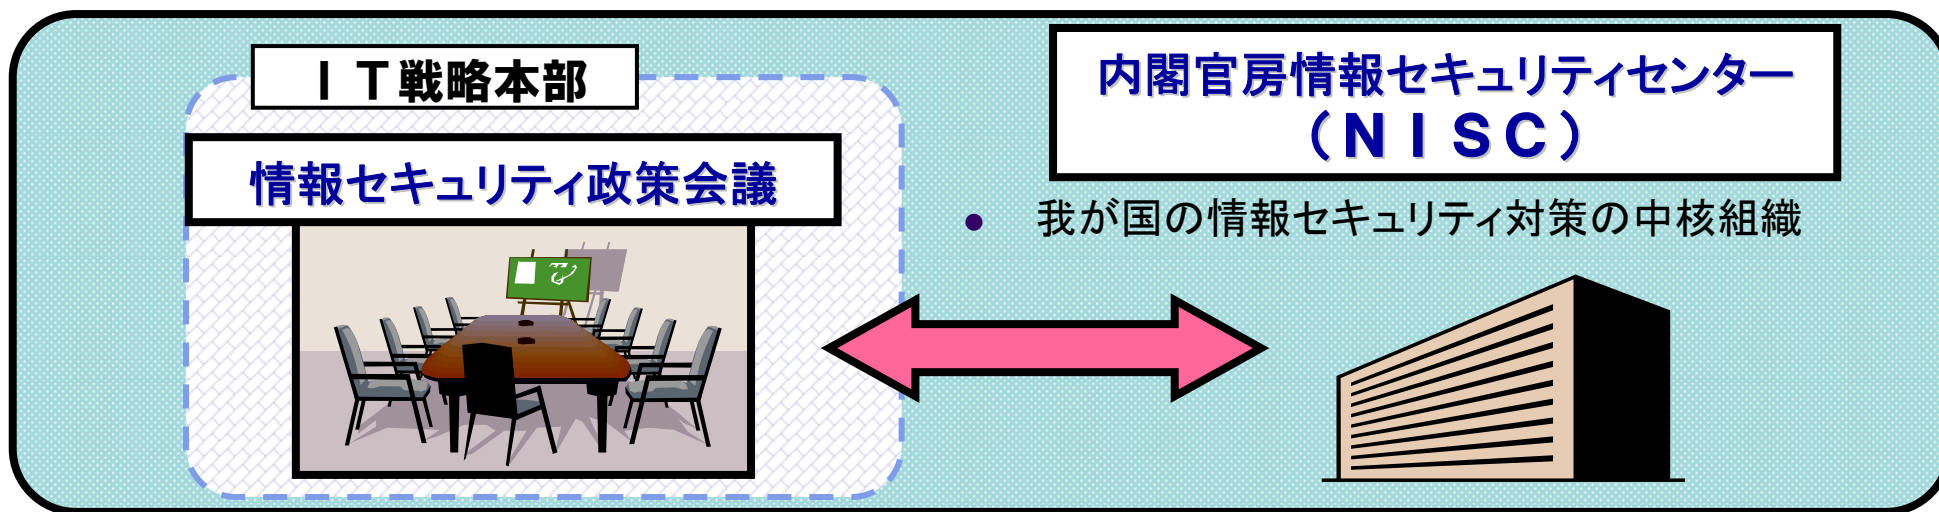 ＩＴ戦略本部
情報セキュリティ政策会議
内閣官房情報セキュリティセンター
（ＮＩＳＣ）
● 我が国の情報セキュリティ対策の中核組織